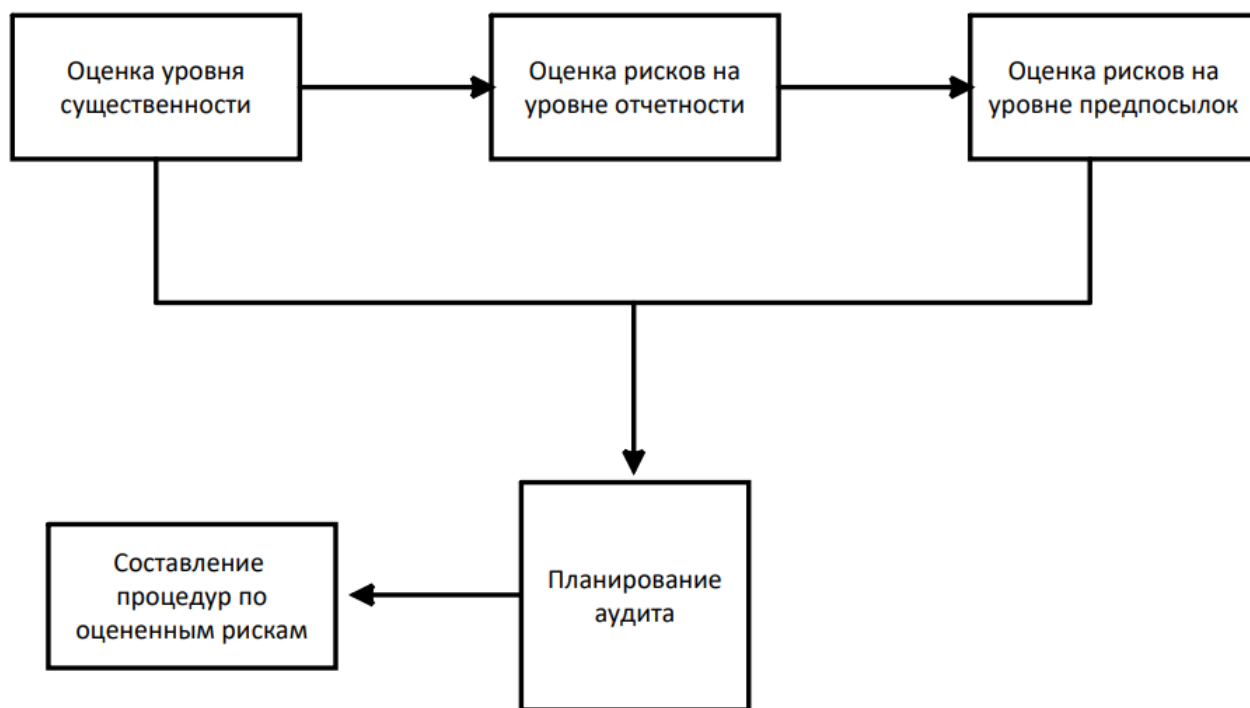 Оценка уровня
существенности
Оценка рисков на
уровне отчетности
Оценка рисков на
уровне предпосылок
Составление
процедур по
оцененным рискам
Планирование
аудита